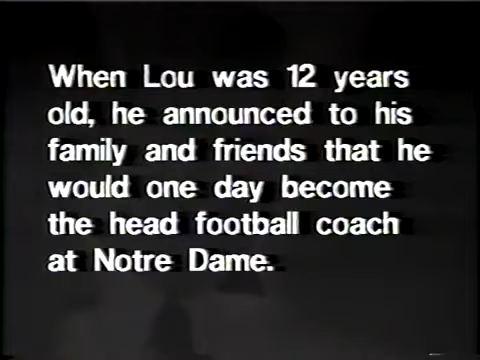 When Lou was 12 years
old, he announced to his
family and friends that he
would one day become
the head football coach
at Notre Dame.